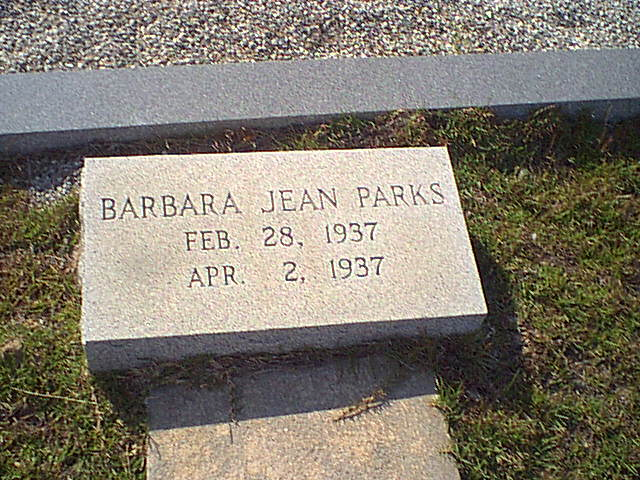 BARBARA JEAN PARKS
FEB. 28, 1937
APR. 2, 1937